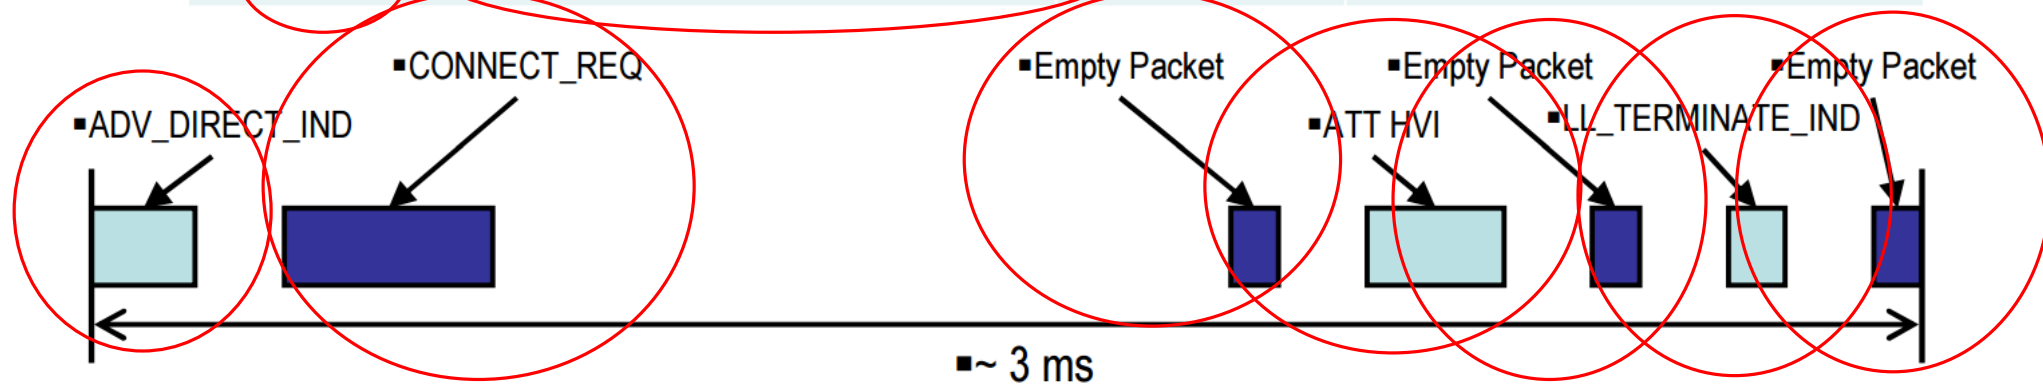 ▪CONNECT_REQ
▪Empty Packet
▪Empty Packet
▪Empty Packet
▪ADV_DIRECT_IND
▪ATT HVI
▪LL_TERMINATE_IND
▪~ 3 ms